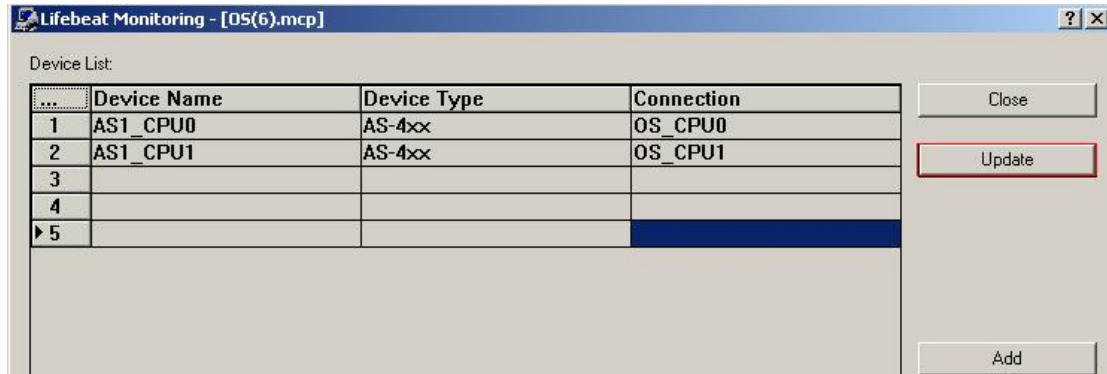 Lifebeat Monitoring - [OS(6).mcp]
Device List:
... Device Name Device Type Connection Close
1 AS1_CPU0 AS-4xx OS_CPU0
2 AS1_CPU1 AS-4xx OS_CPU1 Update
3
4
5
Add